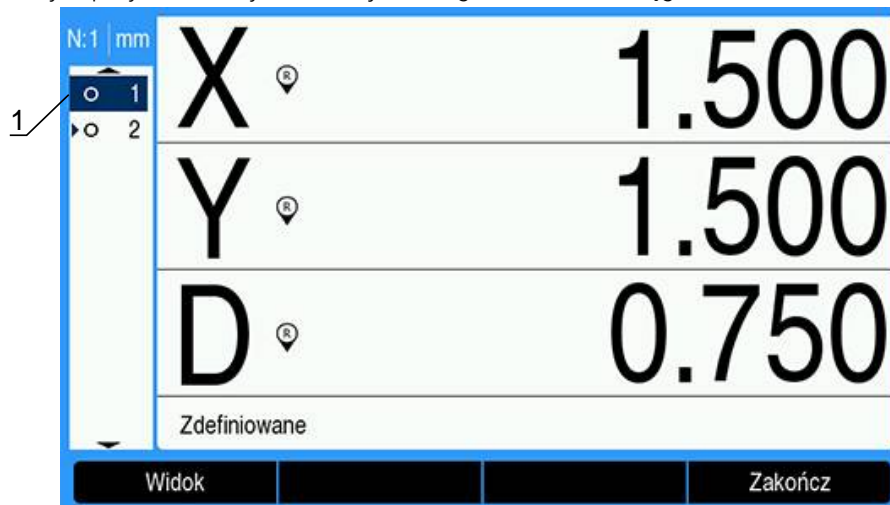 N:1 mm
1
2
1
X R 1.500
Y R 1.500
D R 0.750
Zdefiniowane
Widok Zakończ